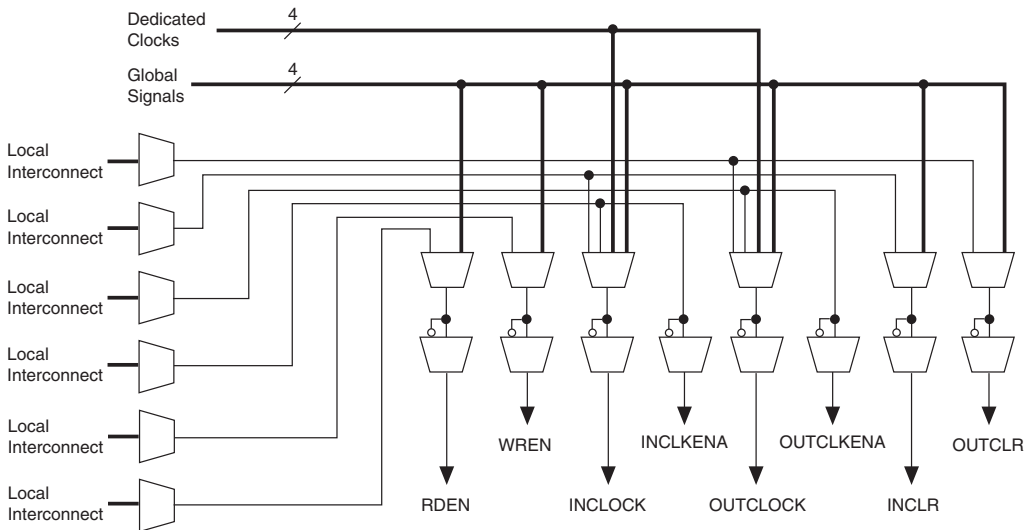 Dedicated
Clocks
4
Global
Signals
4
Local
Interconnect
Local
Interconnect
Local
Interconnect
Local
Interconnect
Local
Interconnect
Local
Interconnect
WREN
INCLKENA
OUTCLKENA
OUTCLR
RDEN
INCLOCK
OUTCLOCK
INCLR